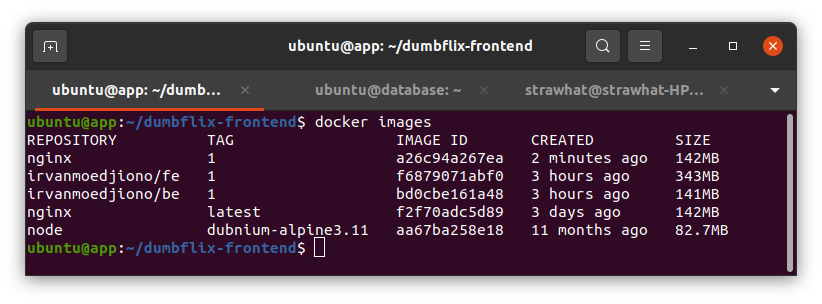 ubuntu@app: ~/dumbflix-frontend
ubuntu@app: ~/dumb... ubuntu@database: ~ strawhat@strawhat-HP...
ubuntu@app:~/dumbflix-frontend$ docker images
REPOSITORY TAG IMAGE ID CREATED SIZE
nginx 1 a26c94a267ea 2 minutes ago 142MB
irvanmoedjiono/fe 1 f6879071abf0 3 hours ago 343MB
irvanmoedjiono/be 1 bd0cbe161a48 3 hours ago 141MB
nginx latest f2f70adc5d89 3 days ago 142MB
node dubnium-alpine3.11 aa67ba258e18 11 months ago 82.7MB
ubuntu@app:~/dumbflix-frontend$